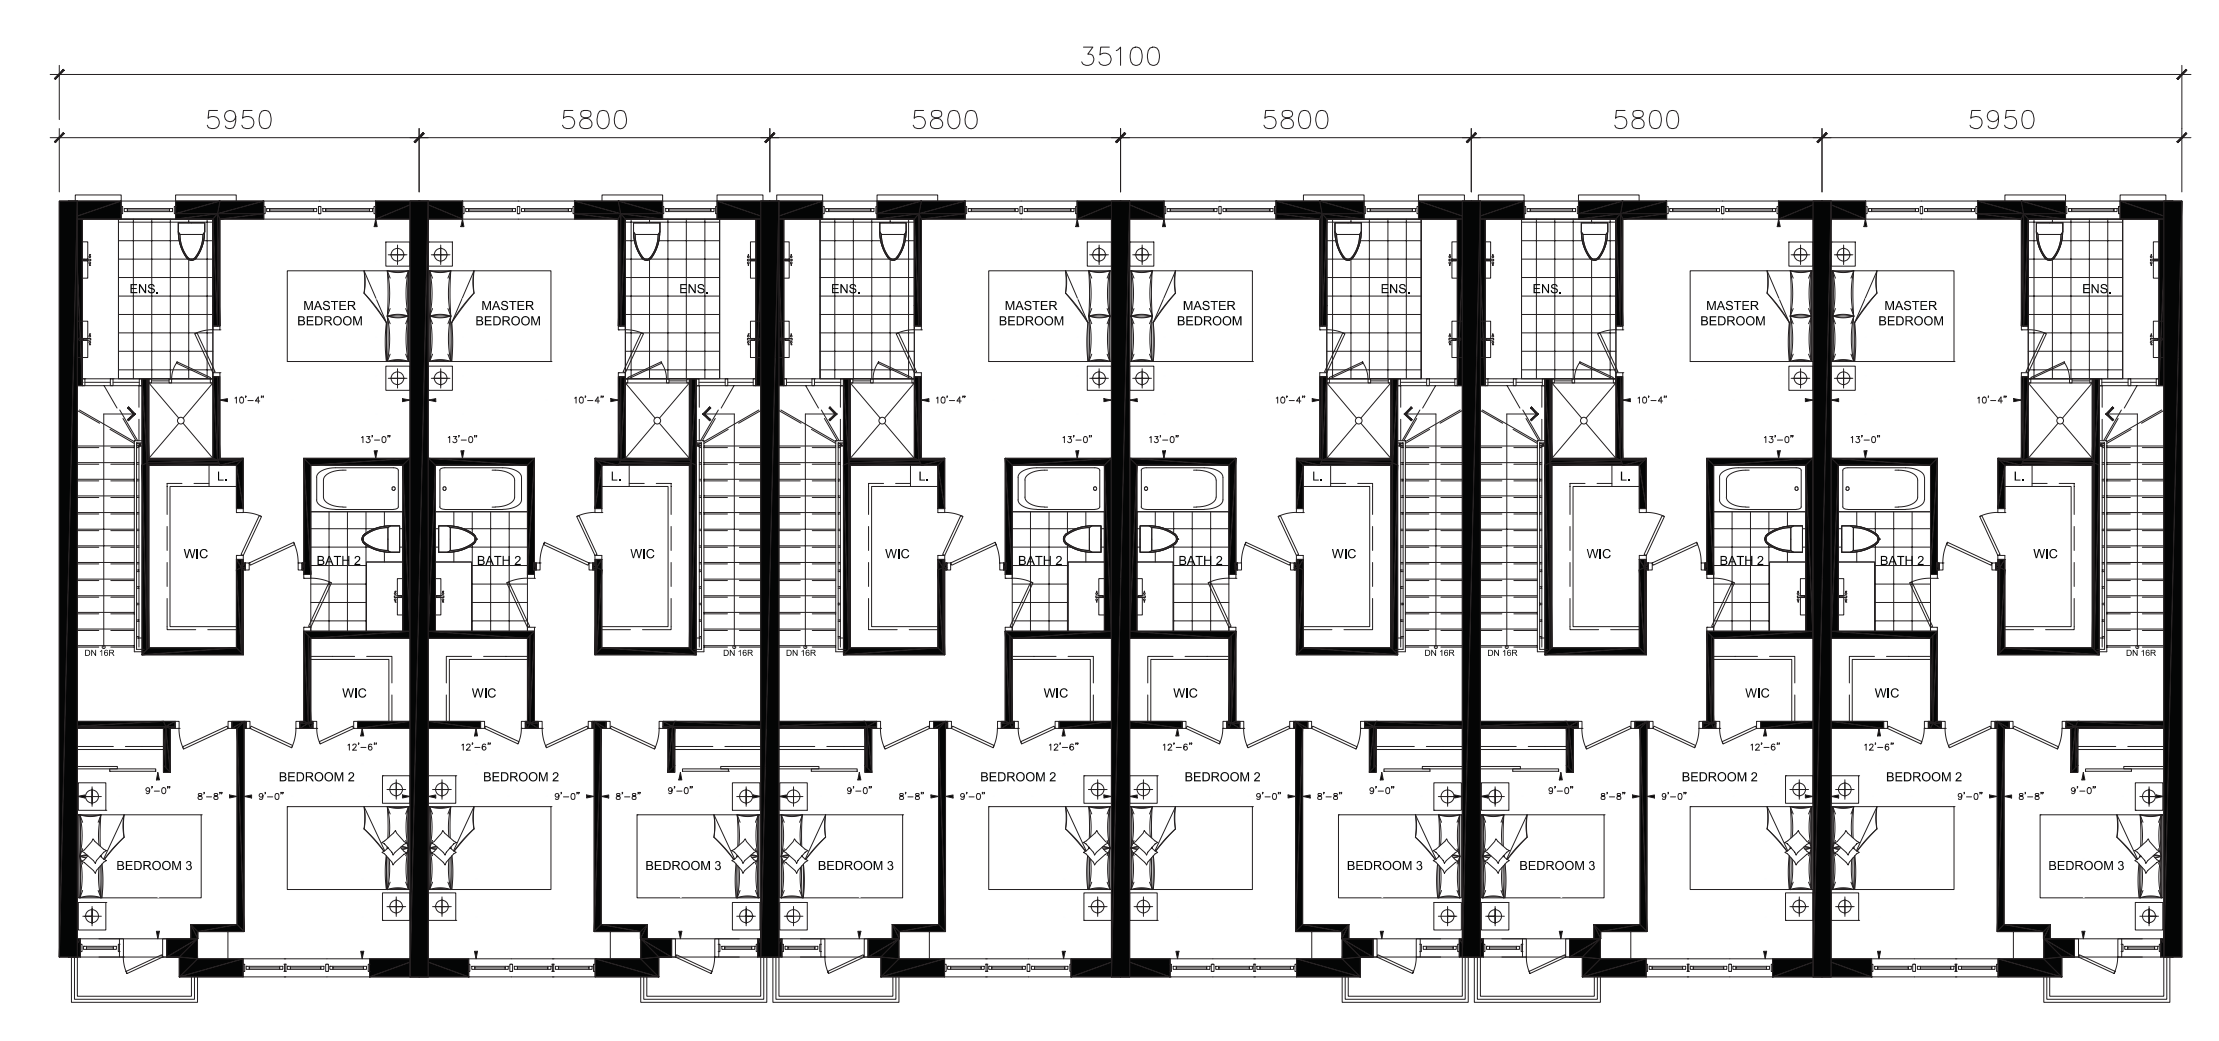 35100
5950 5800 5800 5800 5800 5950
ENS. ENS. ENS. ENS. ENS. ENS.
MASTER MASTER MASTER MASTER MASTER MASTER
BEDROOM BEDROOM BEDROOM BEDROOM BEDROOM BEDROOM
10'-4" 10'-4" 10'-4" 10'-4" 10'-4" 10'-4"
13'-0" 13'-0" 13'-0" 13'-0" 13'-0" 13'-0"
L. L. L. L. L. L.
WIC WIC WIC WIC WIC WIC
BATH 2 BATH 2 BATH 2 BATH 2 BATH 2 BATH 2
DN 16R DN 16R DN 16R DN 16R DN 16R DN 16R
WIC WIC WIC WIC WIC WIC
12'-6" 12'-6" 12'-6" 12'-6" 12'-6" 12'-6"
BEDROOM 2 BEDROOM 2 BEDROOM 2 BEDROOM 2 BEDROOM 2 BEDROOM 2
9'-0" 9'-0" 9'-0" 9'-0" 9'-0" 9'-0"
8'-8" 9'-0" 9'-0" 8'-8" 8'-8" 9'-0" 9'-0" 8'-8" 8'-8" 9'-0" 9'-0" 8'-8"
BEDROOM 3 BEDROOM 3 BEDROOM 3 BEDROOM 3 BEDROOM 3 BEDROOM 3